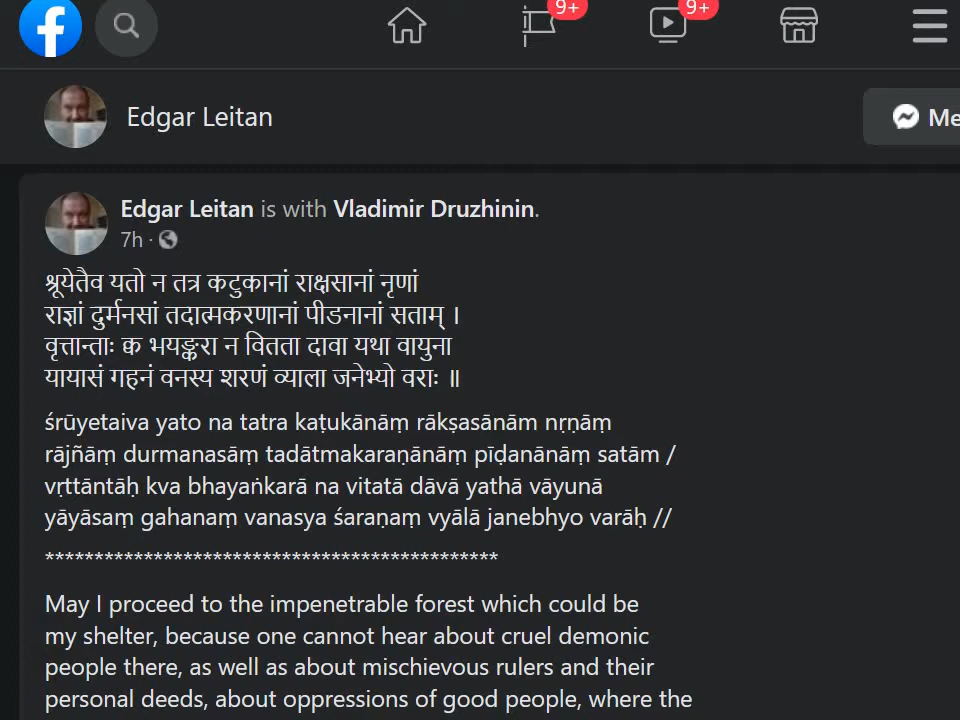 f
9+
9+
Edgar Leitan
Me
Edgar Leitan is with Vladimir Druzhinin.
7h ·
श्रूयेतैव यतो न तत्र कटुकानां राक्षसानां नृणां
राज्ञां दुर्मनसां तदात्मकरणानां पीडनानां सताम् ।
वृत्तान्ताः क्व भयङ्करा न वितता दावा यथा वायुना
यायासं गहनं वनस्य शरणं व्याला जनेभ्यो वराः ॥
śrūyetaiva yato na tatra kaṭukānāṃ rākṣasānāṃ nṛṇāṃ
rājñāṃ durmanasāṃ tadātmakaraṇānāṃ pīḍanānāṃ satām /
vṛttāntāḥ kva bhayaṅkarā na vitatā dāvā yathā vāyunā
yāyāsaṃ gahanaṃ vanasya śaraṇaṃ vyālā janebhyo varāḥ //
**********************************************
May I proceed to the impenetrable forest which could be
my shelter, because one cannot hear about cruel demonic
people there, as well as about mischievous rulers and their
personal deeds, about oppressions of good people, where the